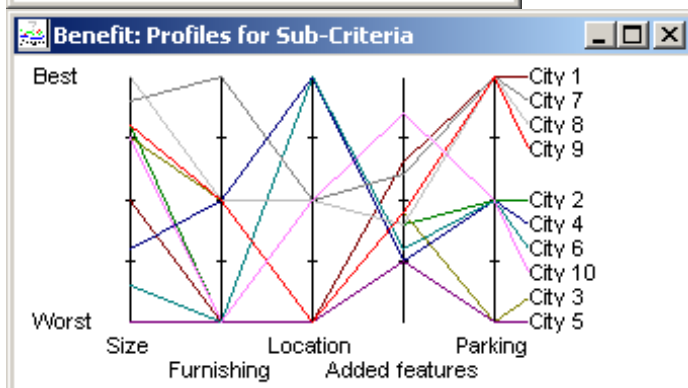 Benefit: Profiles for Sub-Criteria
Best
City 1
City 7
City 8
City 9
City 2
City 4
City 6
City 10
City 3
City 5
Worst
Size
Location
Parking
Furnishing
Added features